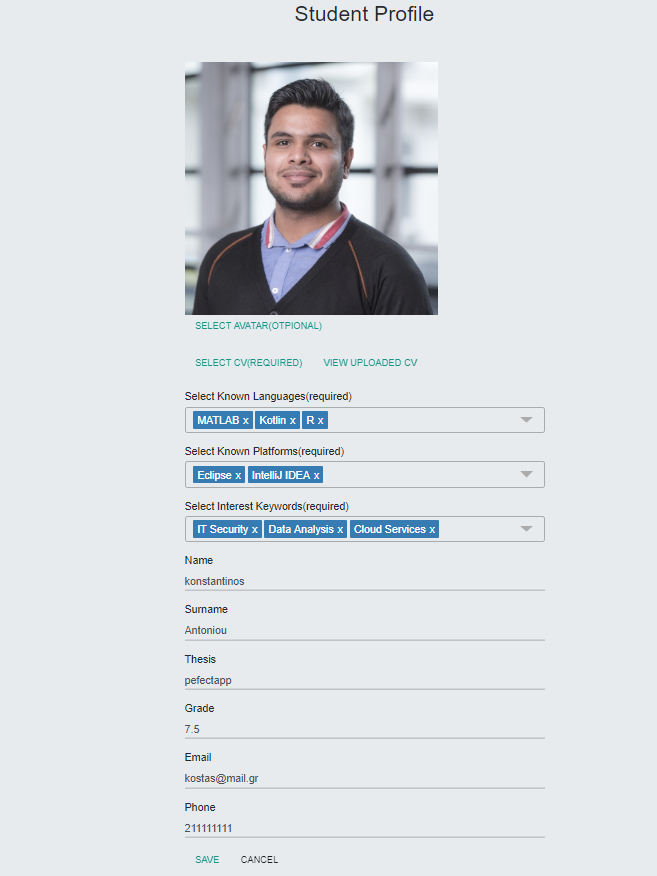 Student Profile
SELECT AVATAR(OTPIONAL)
SELECT CV(REQUIRED) VIEW UPLOADED CV
Select Known Languages(required)
MATLAB x Kotlin x R x
Select Known Platforms(required)
Eclipse x IntelliJ IDEA x
Select Interest Keywords(required)
IT Security x Data Analysis x Cloud Services x
Name
konstantinos
Surname
Antoniou
Thesis
pefectapp
Grade
7.5
Email
kostas@mail.gr
Phone
211111111
SAVE CANCEL